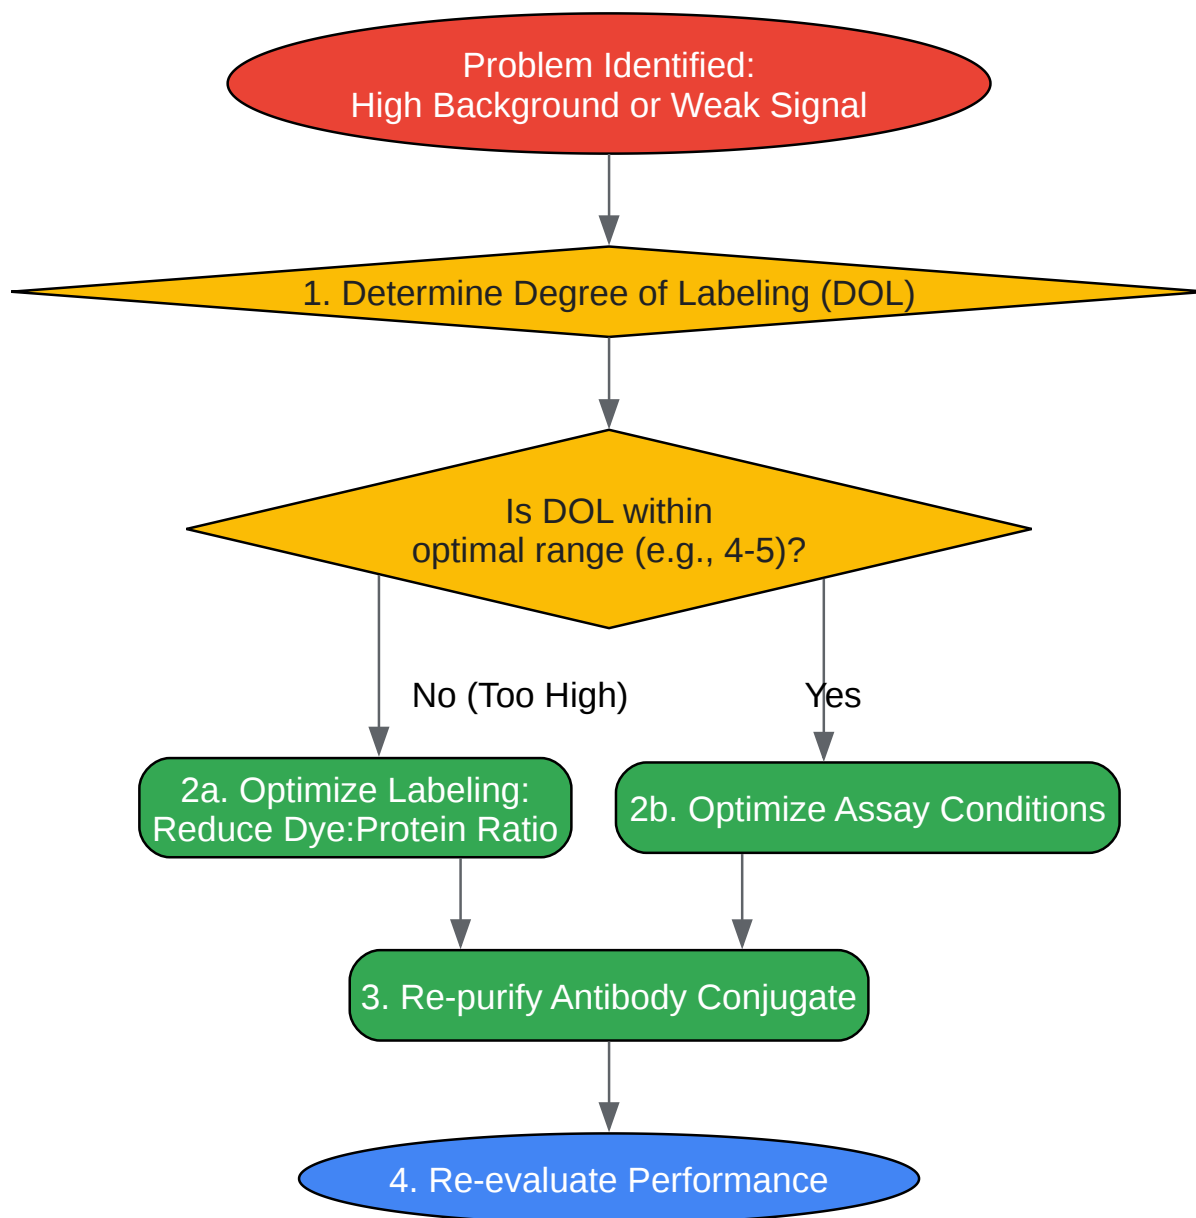 Problem Identified:
High Background or Weak Signal
1. Determine Degree of Labeling (DOL)
Is DOL within
optimal range (e.g., 4-5)?
No (Too High)
Yes
2a. Optimize Labeling:
Reduce Dye:Protein Ratio
2b. Optimize Assay Conditions
3. Re-purify Antibody Conjugate
4. Re-evaluate Performance